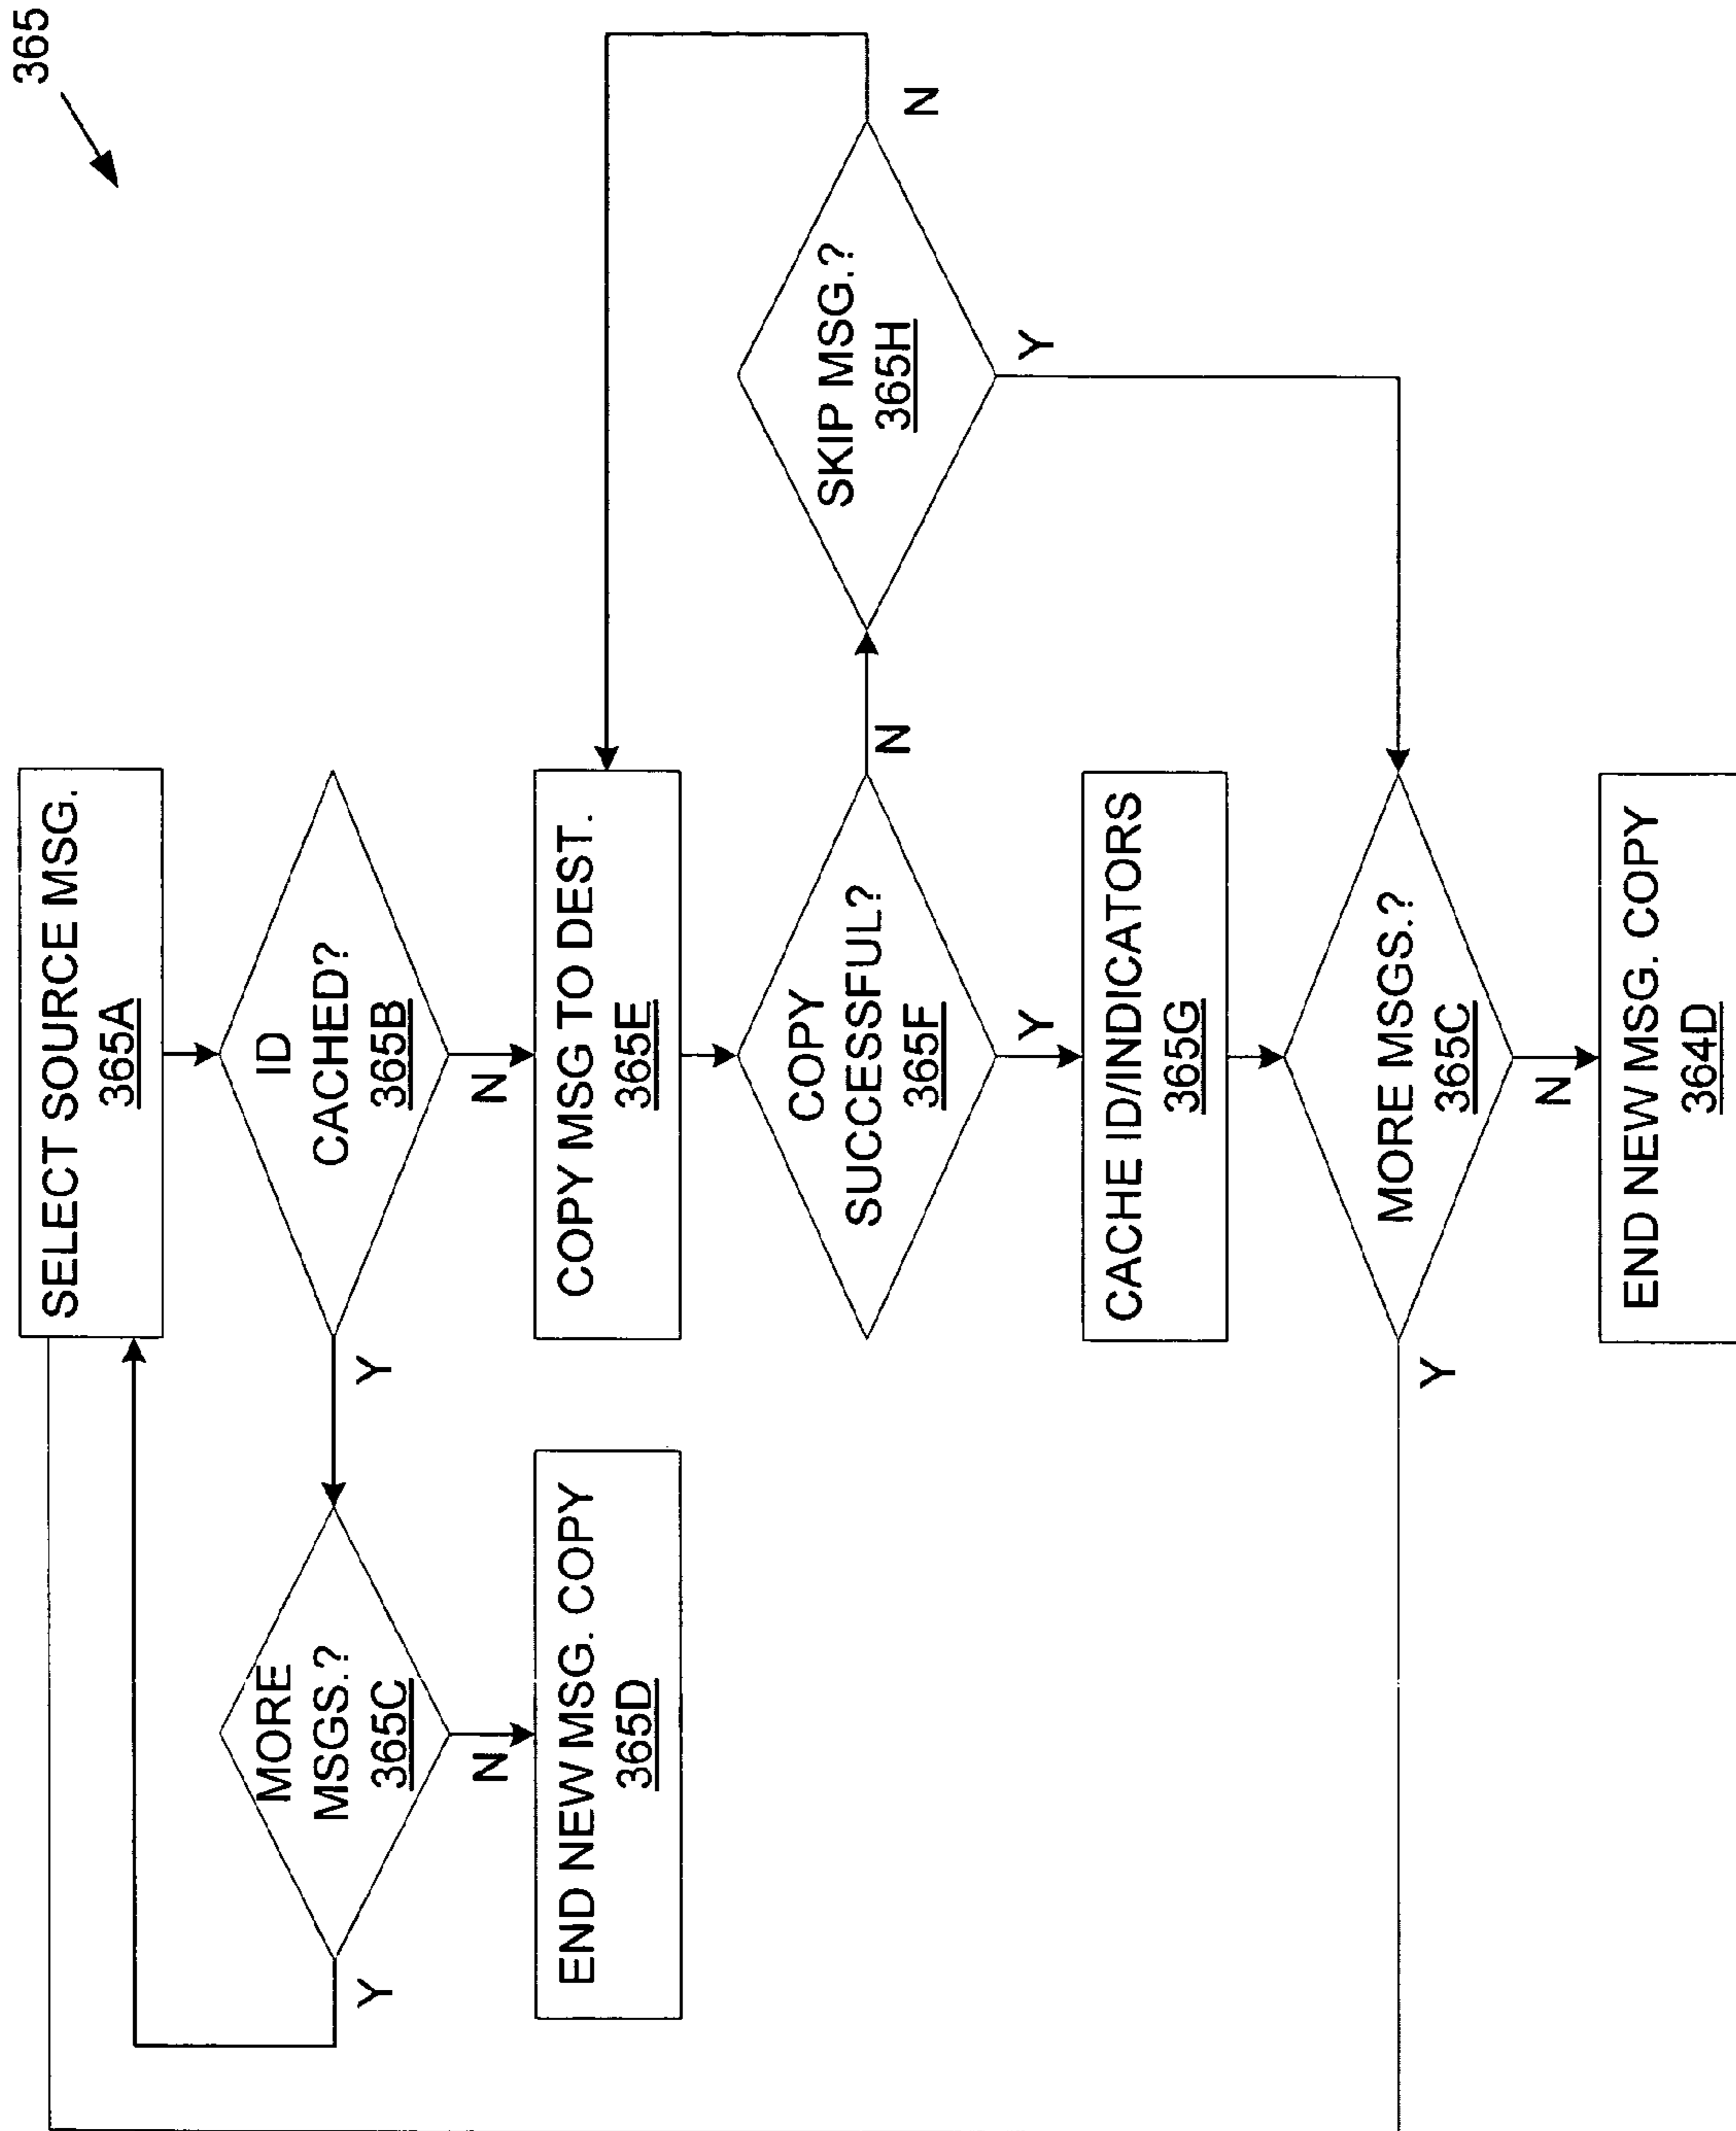 365
SELECT SOURCE MSG.
365A
ID
CACHED?
365B
Y
N
MORE
MSGS.?
365C
Y
N
END NEW MSG. COPY
365D
COPY MSG TO DEST.
365E
COPY
SUCCESSFUL?
365F
N
Y
SKIP MSG.?
365H
N
Y
CACHE ID/INDICATORS
365G
MORE MSGS.?
365C
Y
N
END NEW MSG. COPY
364D